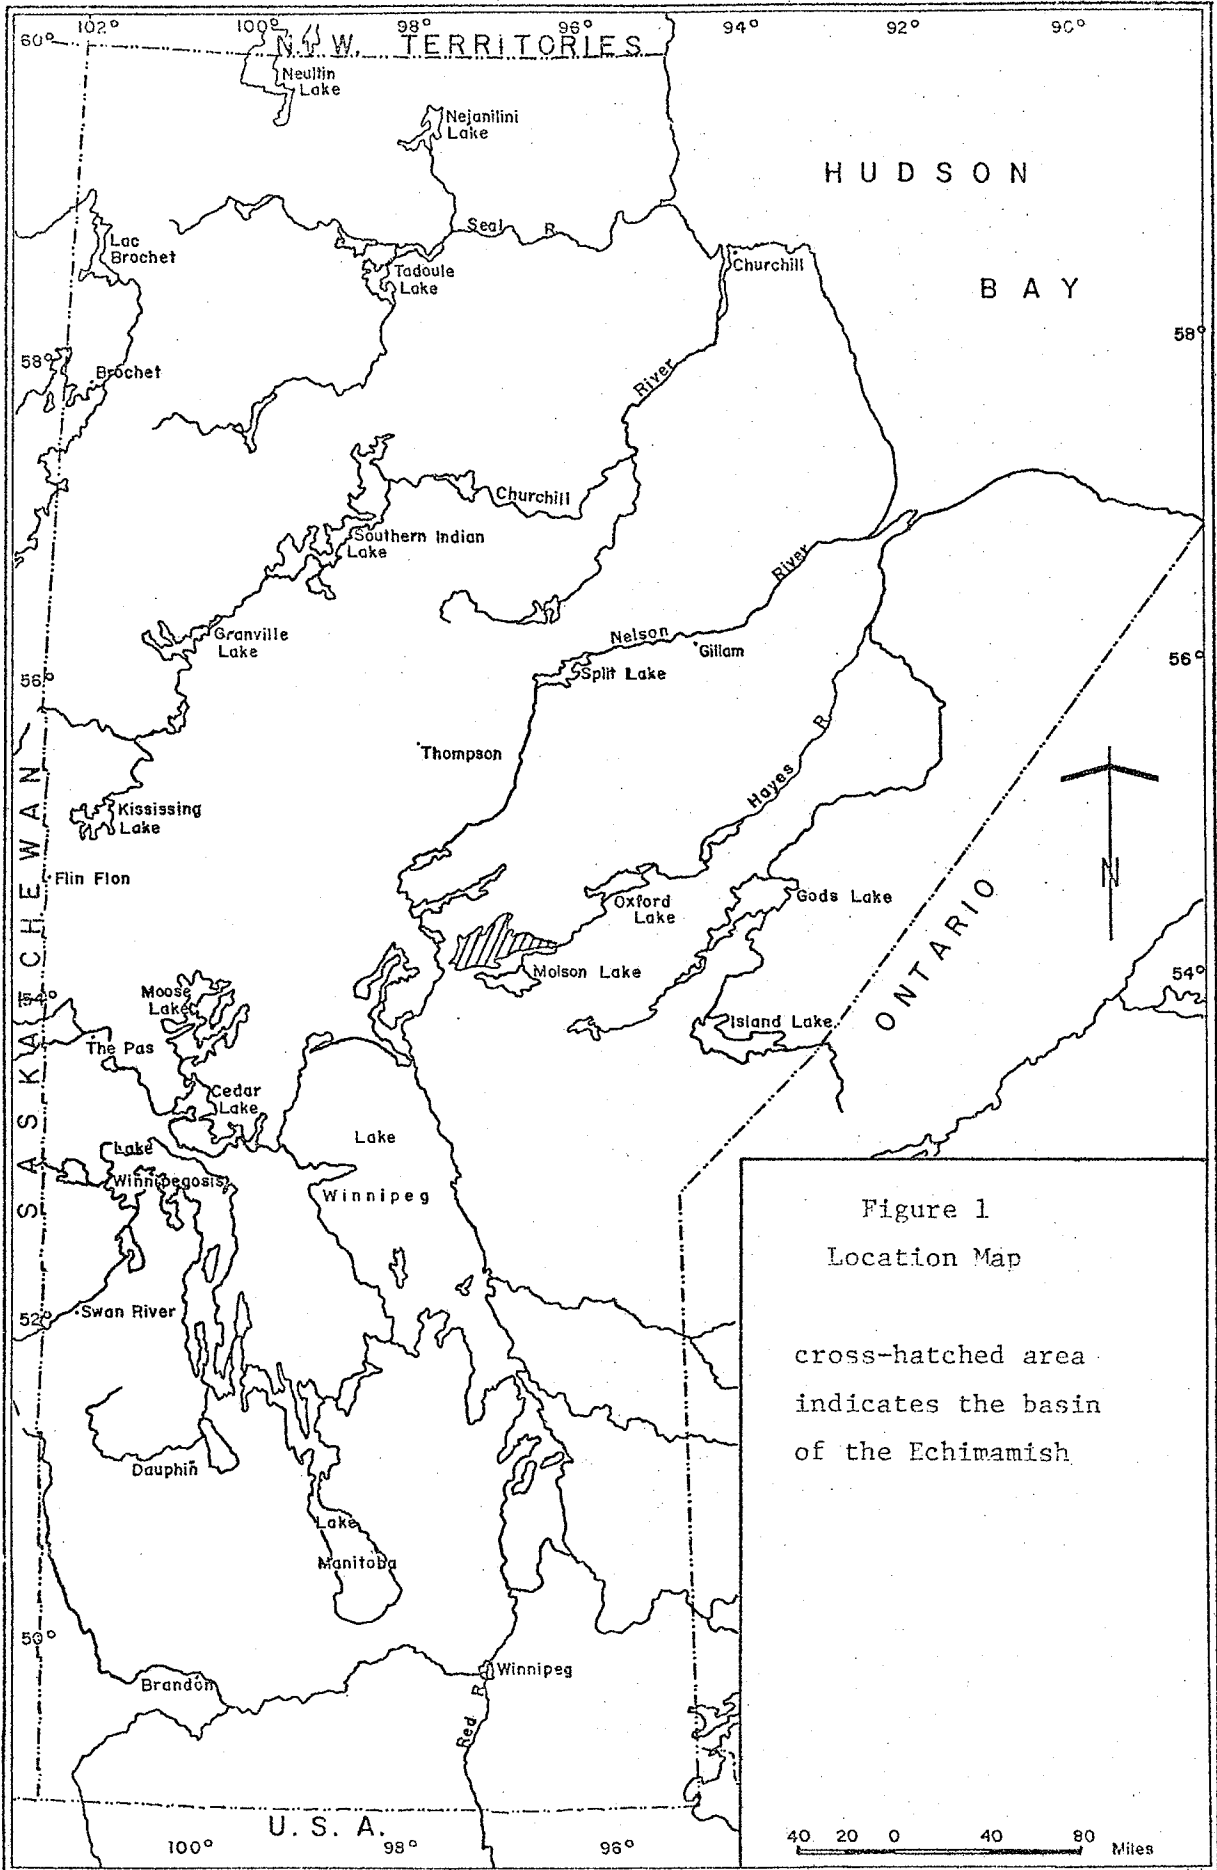 102° 100° 98° 96° 94° 92° 90°
60°
N. W. TERRITORIES
Neultin
Lake
Nejanilini
Lake
HUDSON
BAY
Seal R.
Lac
Brochet
Tadoule
Lake
Churchill
58°
58°
Brochet
River
Churchill
Southern Indian
Lake
River
Granville
Lake
Nelson
Gillam
56°
Split Lake
56°
Thompson
R.
Hayes
Kississing
Lake
SASKATCHEWAN
Flin Flon
N
Oxford
Lake
Gods Lake
ONTARIO
Molson Lake
54°
54°
Moose
Lake
Island Lake
The Pas
Cedar
Lake
Lake
Winnipegosis
Lake
Winnipeg
Swan River
52°
Dauphin
Lake
Manitoba
50°
Brandon
Winnipeg
Red R
U.S.A.
100° 98° 96°
Figure 1
Location Map
cross-hatched area
indicates the basin
of the Echimamish
40 20 0 40 80 Miles